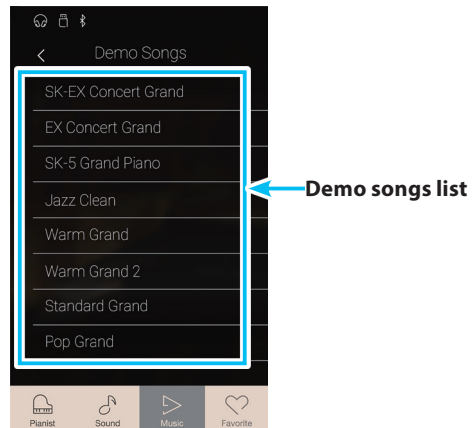 Demo Songs
SK-EX Concert Grand
EX Concert Grand
SK-5 Grand Piano
Jazz Clean
Warm Grand
Warm Grand 2
Standard Grand
Pop Grand
Demo songs list
Pianist Sound Music Favorite